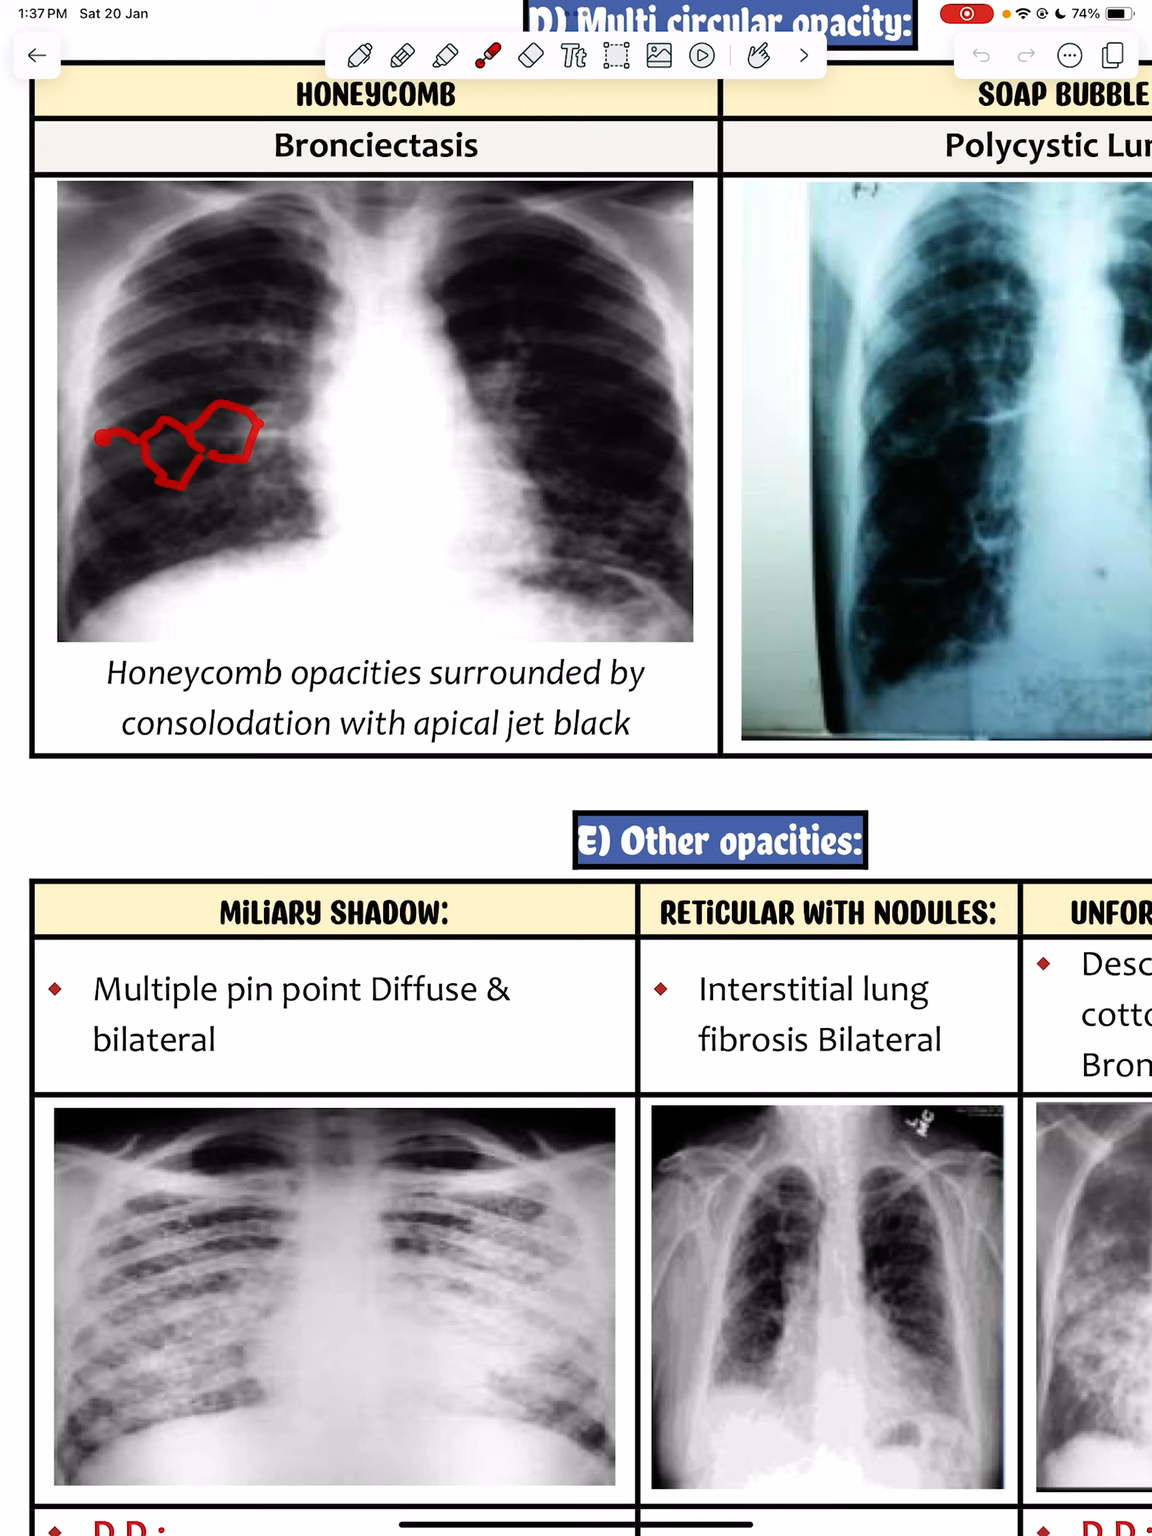 1:37 PM Sat 20 Jan
74%
D) Multi circular opacity:
Tt
HONEYCOMB
SOAP BUBBLE
Bronciectasis
Polycystic Lun
(-)
Honeycomb opacities surrounded by
consolodation with apical jet black
E) Other opacities:
MILIARY SHADOW:
RETICULAR WITH NODULES:
UNFOR
Multiple pin point Diffuse &
bilateral
Interstitial lung
fibrosis Bilateral
Desc
cotto
Bron
D.D :
D.D :